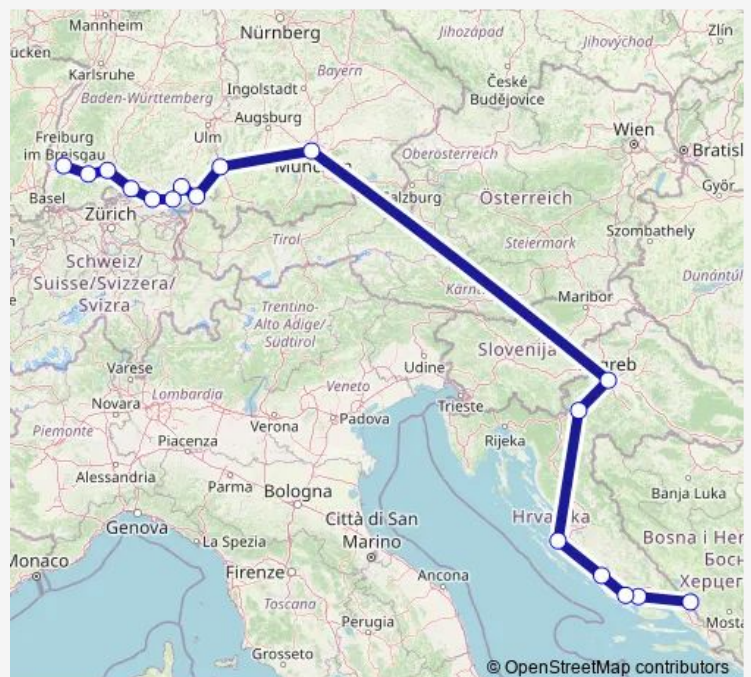 Mannheim
Nürnberg
Jihozápad
Jihovýchod
Zlín
ücken
Karlsruhe
Bayern
České
Budějovice
Baden-Württemberg
Ingolstadt
Augsburg
Ulm
Freiburg
im Breisgau
Wien
Bratisl
Oberösterreich
München
alzburg
Győr
Basel
Zürich
Österreich
Szombathely
Tirol
Steiermark
Schweiz/
Suisse/Svizzera/
Svizra
Kärnt
Maribor
Dunántúl
Trentino-
Alto Adige/
Südtirol
Slovenija
greb
Varese
Udine
Lombardia
Veneto
Trieste
Novara
Verona
Padova
Rijeka
Piemonte
Piacenza
Alessandria
Parma
Bologna
Banja Luka
Genova
Città di San
Marino
Hrvatska
Bosna i Her
Босн
Херцег
La Spezia
Monaco
Firenze
Ancona
Toscana
Perugia
Mosta
Grosseto
© OpenStreetMap contributors